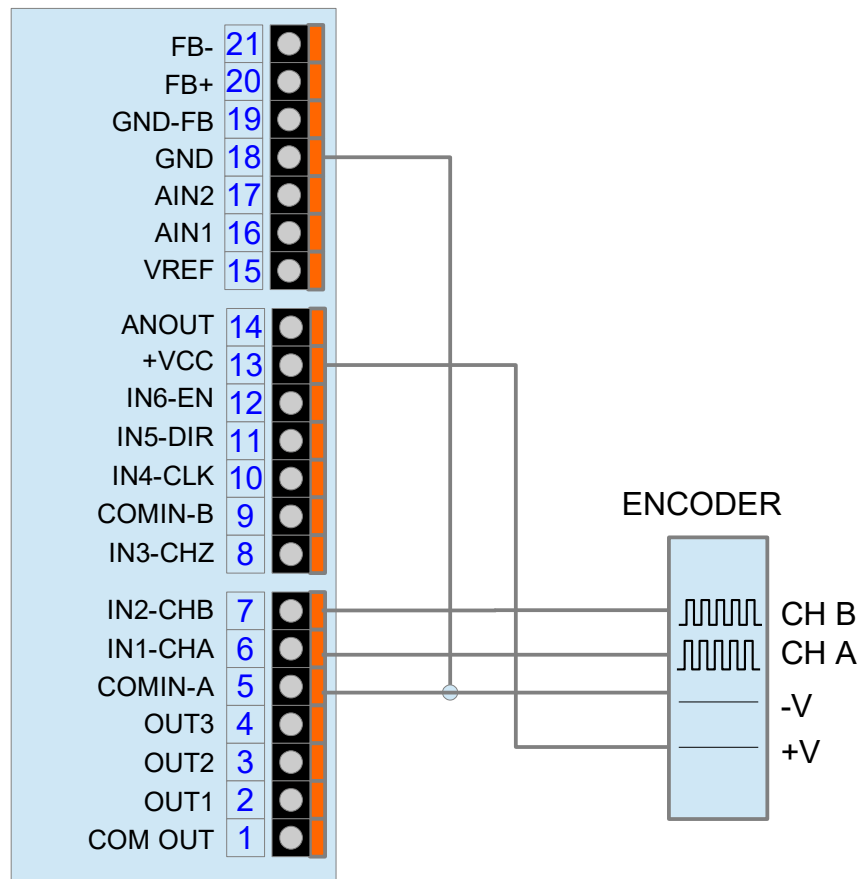 FB- 21
FB+ 20
GND-FB 19
GND 18
AIN2 17
AIN1 16
VREF 15
ANOUT 14
+VCC 13
IN6-EN 12
IN5-DIR 11
IN4-CLK 10
COMIN-B 9
IN3-CHZ 8
ENCODER
IN2-CHB 7
CH B
IN1-CHA 6
CH A
COMIN-A 5
-V
OUT3 4
+V
OUT2 3
OUT1 2
COM OUT 1